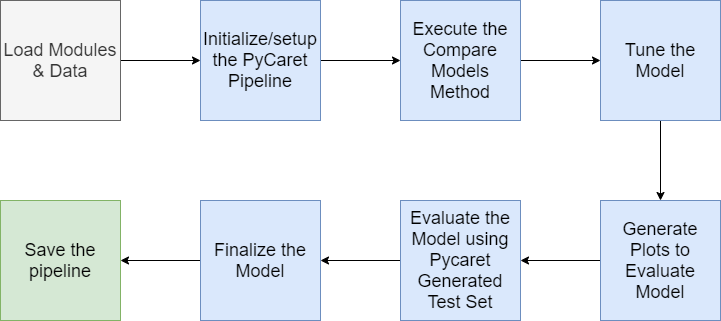 Load Modules
& Data
Initialize/setup
the PyCaret
Pipeline
Execute the
Compare
Models
Method
Tune the
Model
Generate
Plots to
Evaluate
Model
Evaluate the
Model using
Pycaret
Generated
Test Set
Finalize the
Model
Save the
pipeline